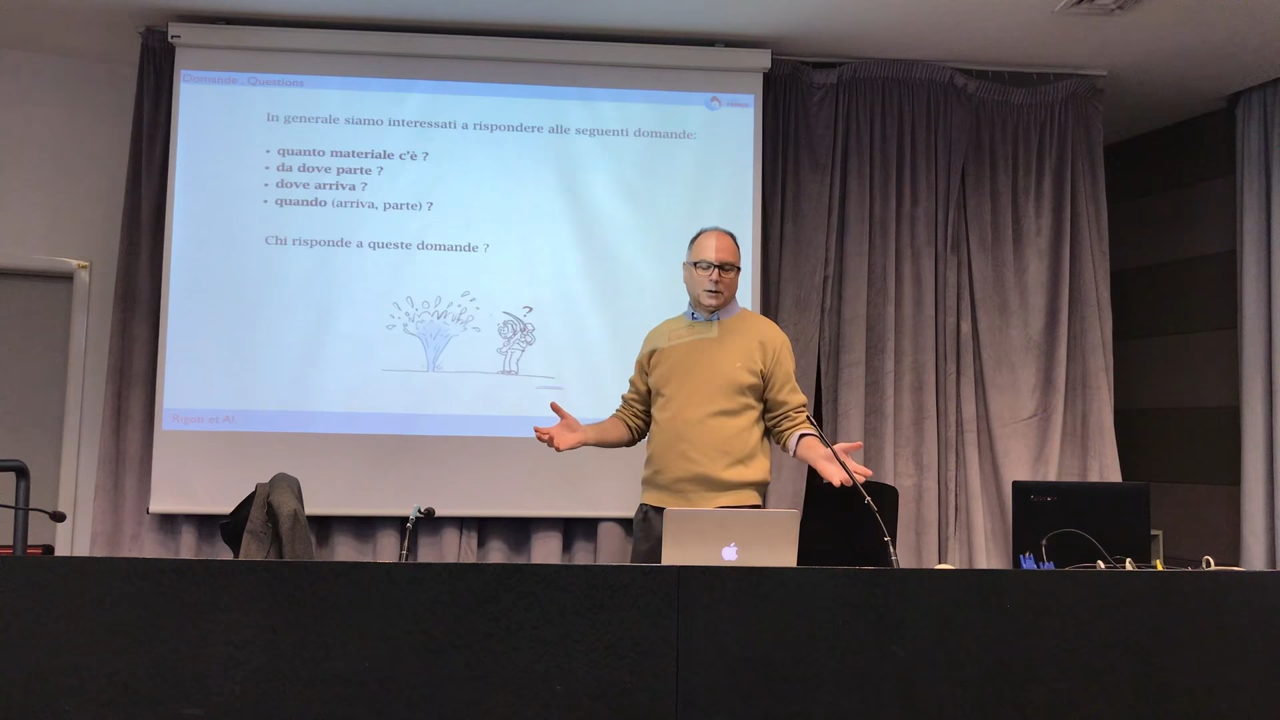 Domande - Questions
In generale siamo interessati a rispondere alle seguenti domande:
• quanto materiale c'è ?
• da dove parte ?
• dove arriva ?
• quando (arriva, parte) ?
Chi risponde a queste domande ?
?
Rigon et Al.